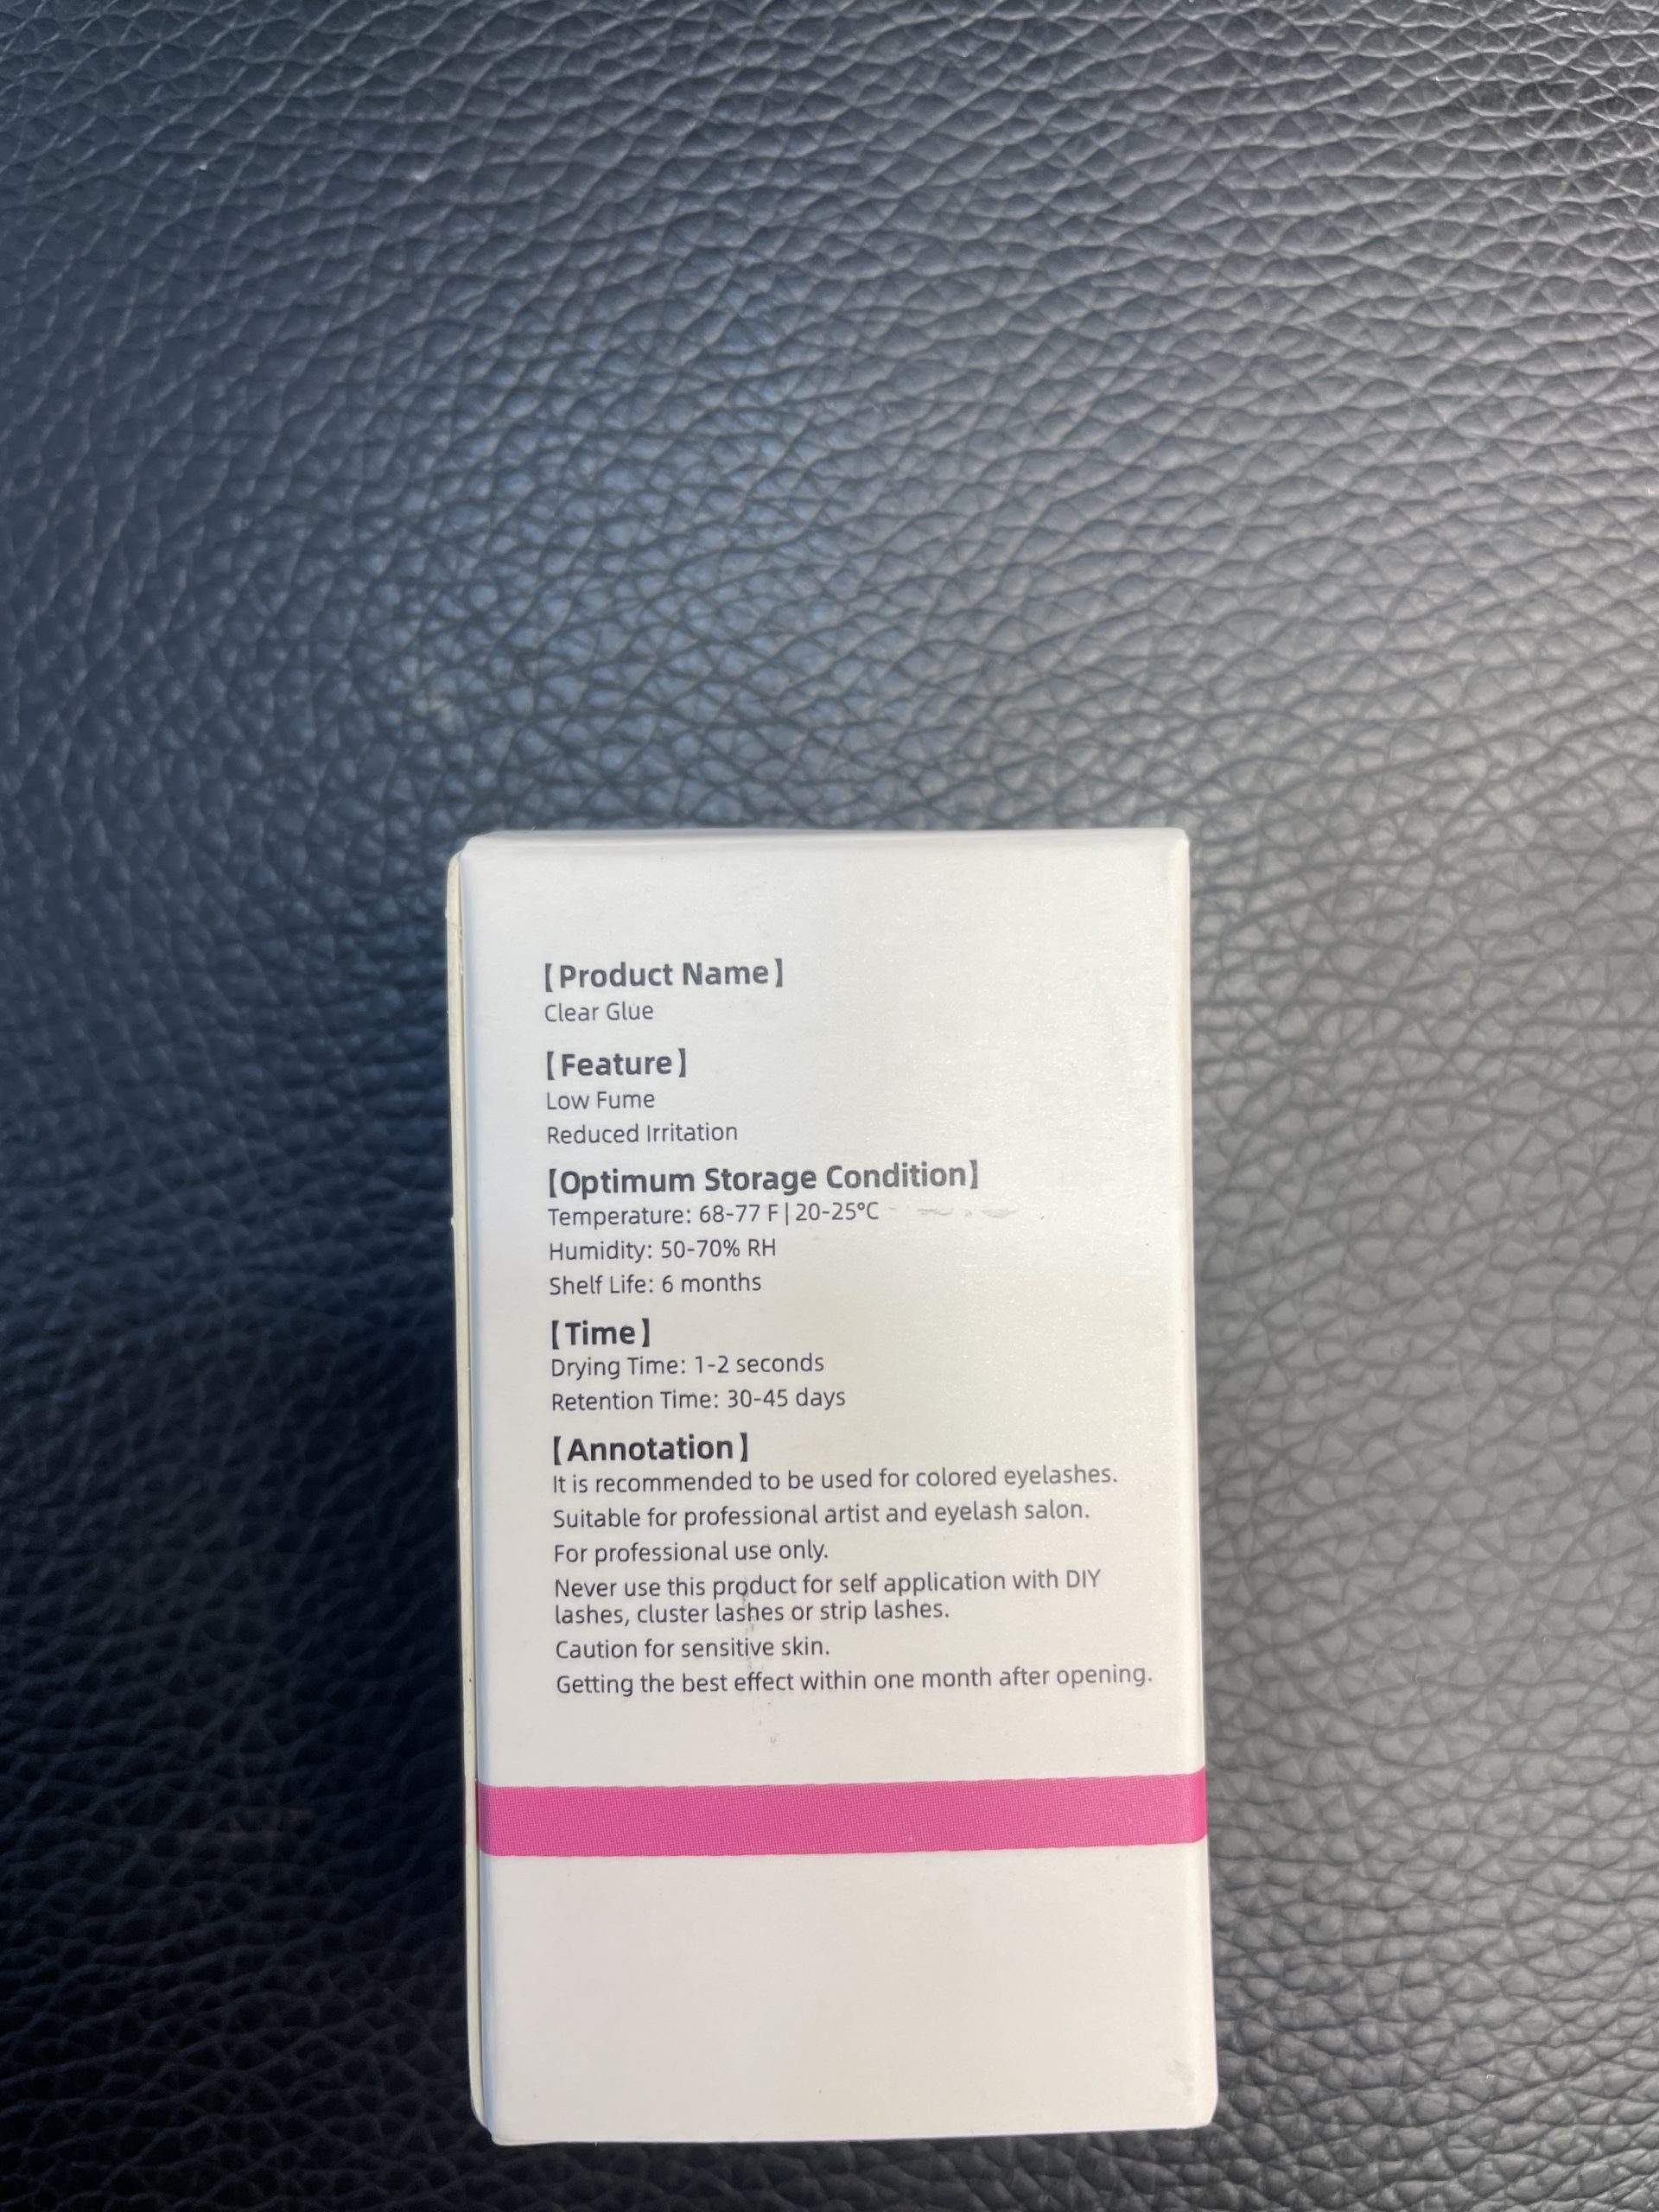 【Product Name】
Clear Glue
【Feature】
Low Fume
Reduced Irritation
【Optimum Storage Condition】
Temperature: 68-77 F | 20-25°C
Humidity: 50-70% RH
Shelf Life: 6 months
【Time】
Drying Time: 1-2 seconds
Retention Time: 30-45 days
【Annotation】
It is recommended to be used for colored eyelashes.
Suitable for professional artist and eyelash salon.
For professional use only.
Never use this product for self application with DIY
lashes, cluster lashes or strip lashes.
Caution for sensitive skin.
Getting the best effect within one month after opening.